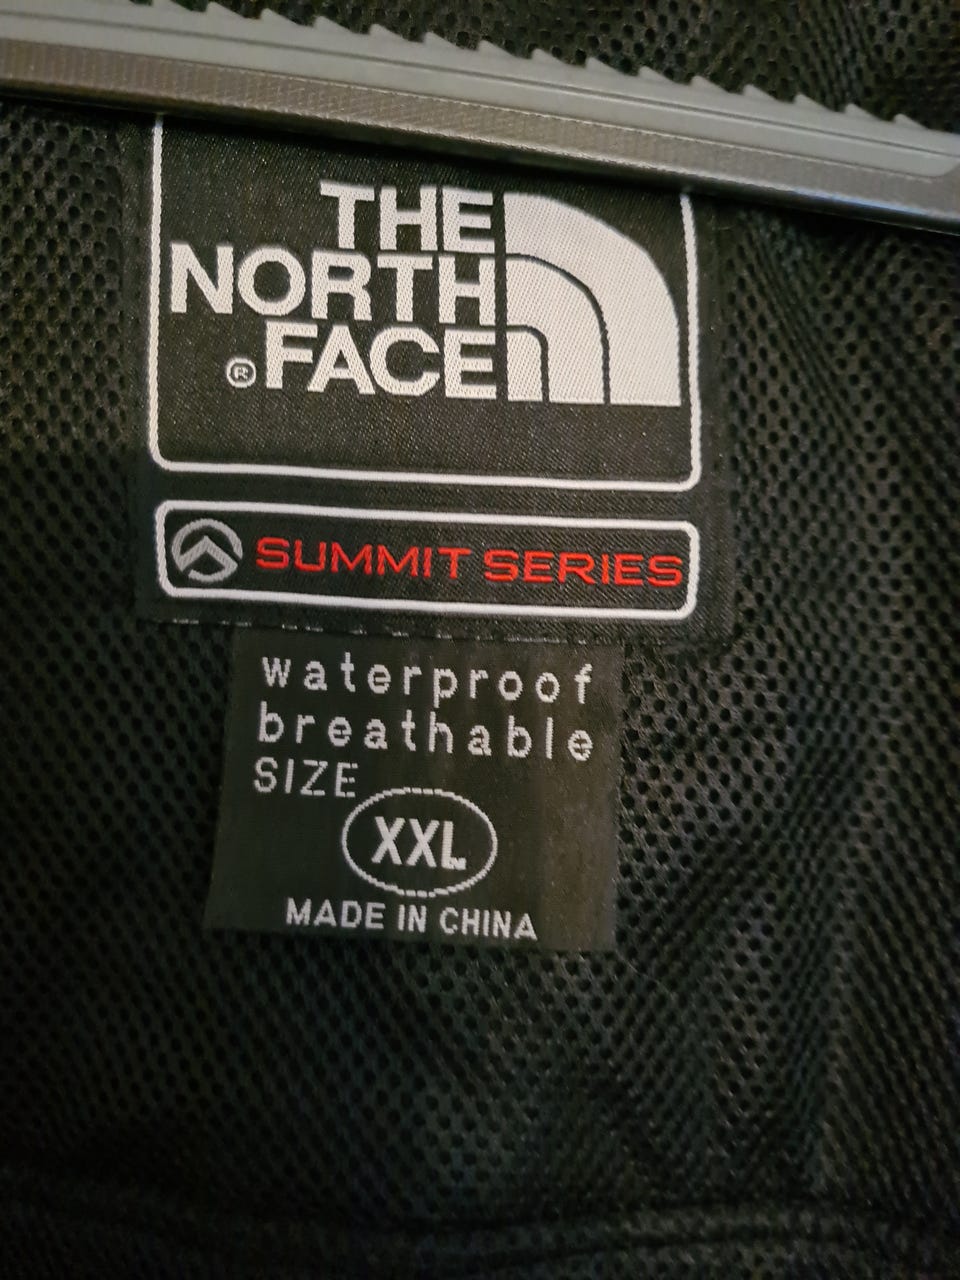 THE
NORTH
®FACE
SUMMIT SERIES
waterproof
breathable
SIZE
XXL
MADE IN CHINA